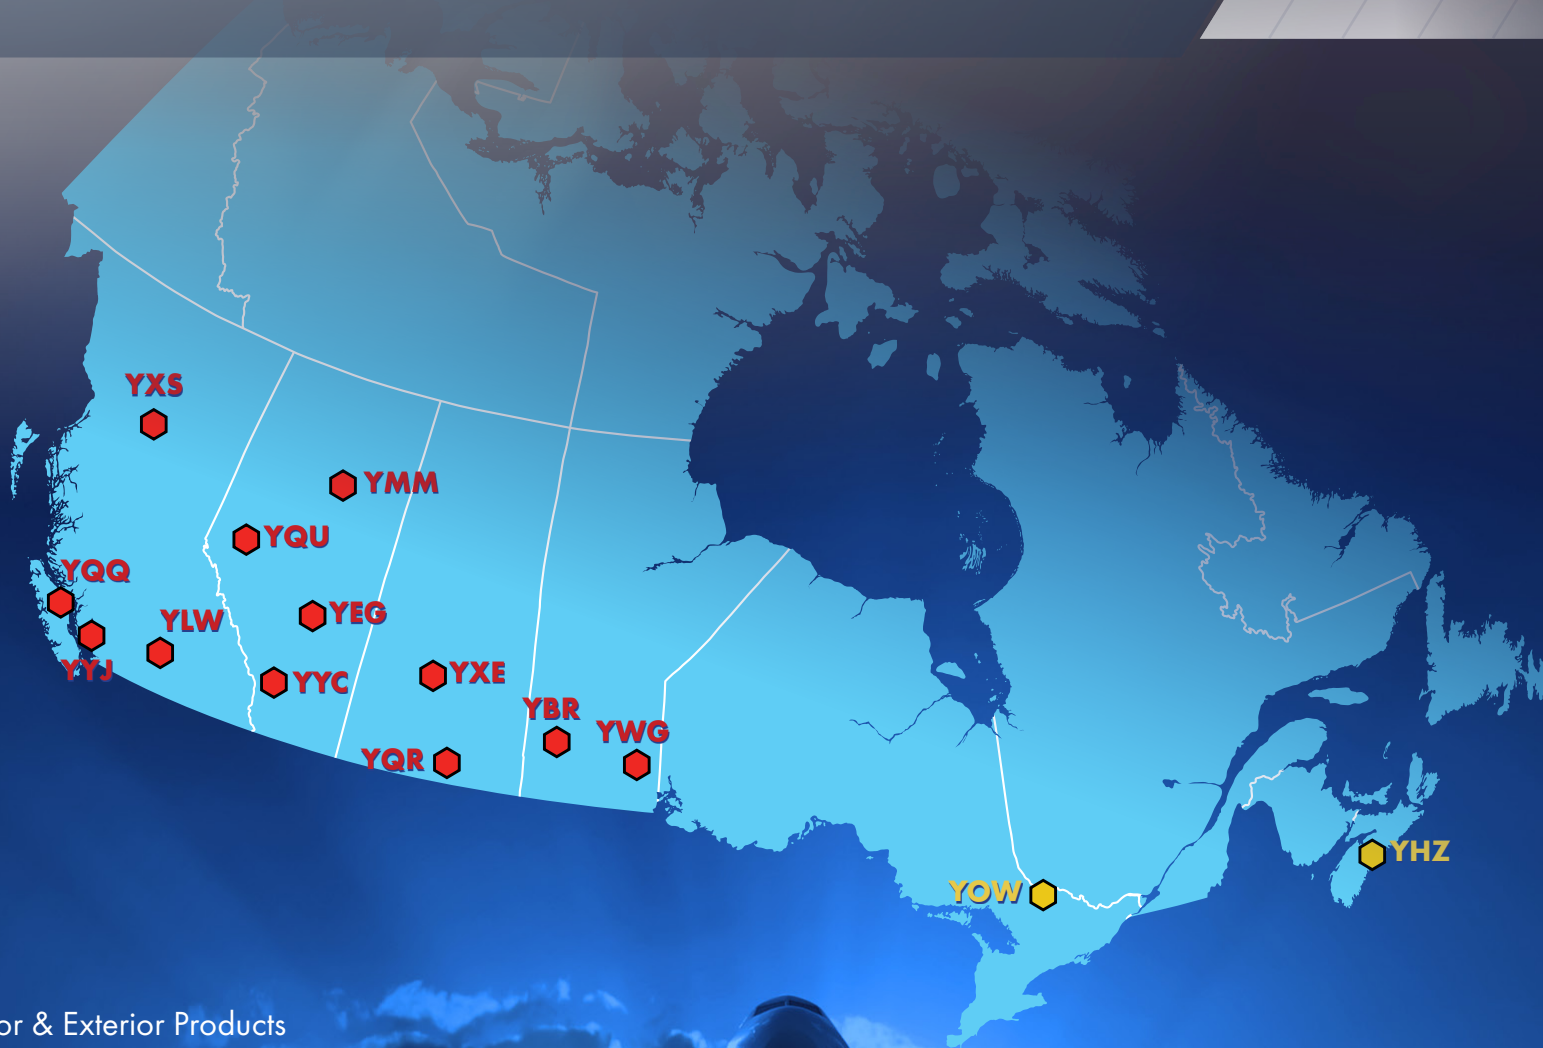 YXS
YMM
YQU
YQQ
YEG
YLW
YYJ
YYC
YXE
YBR
YWG
YQR
YHZ
YOW
or & Exterior Products